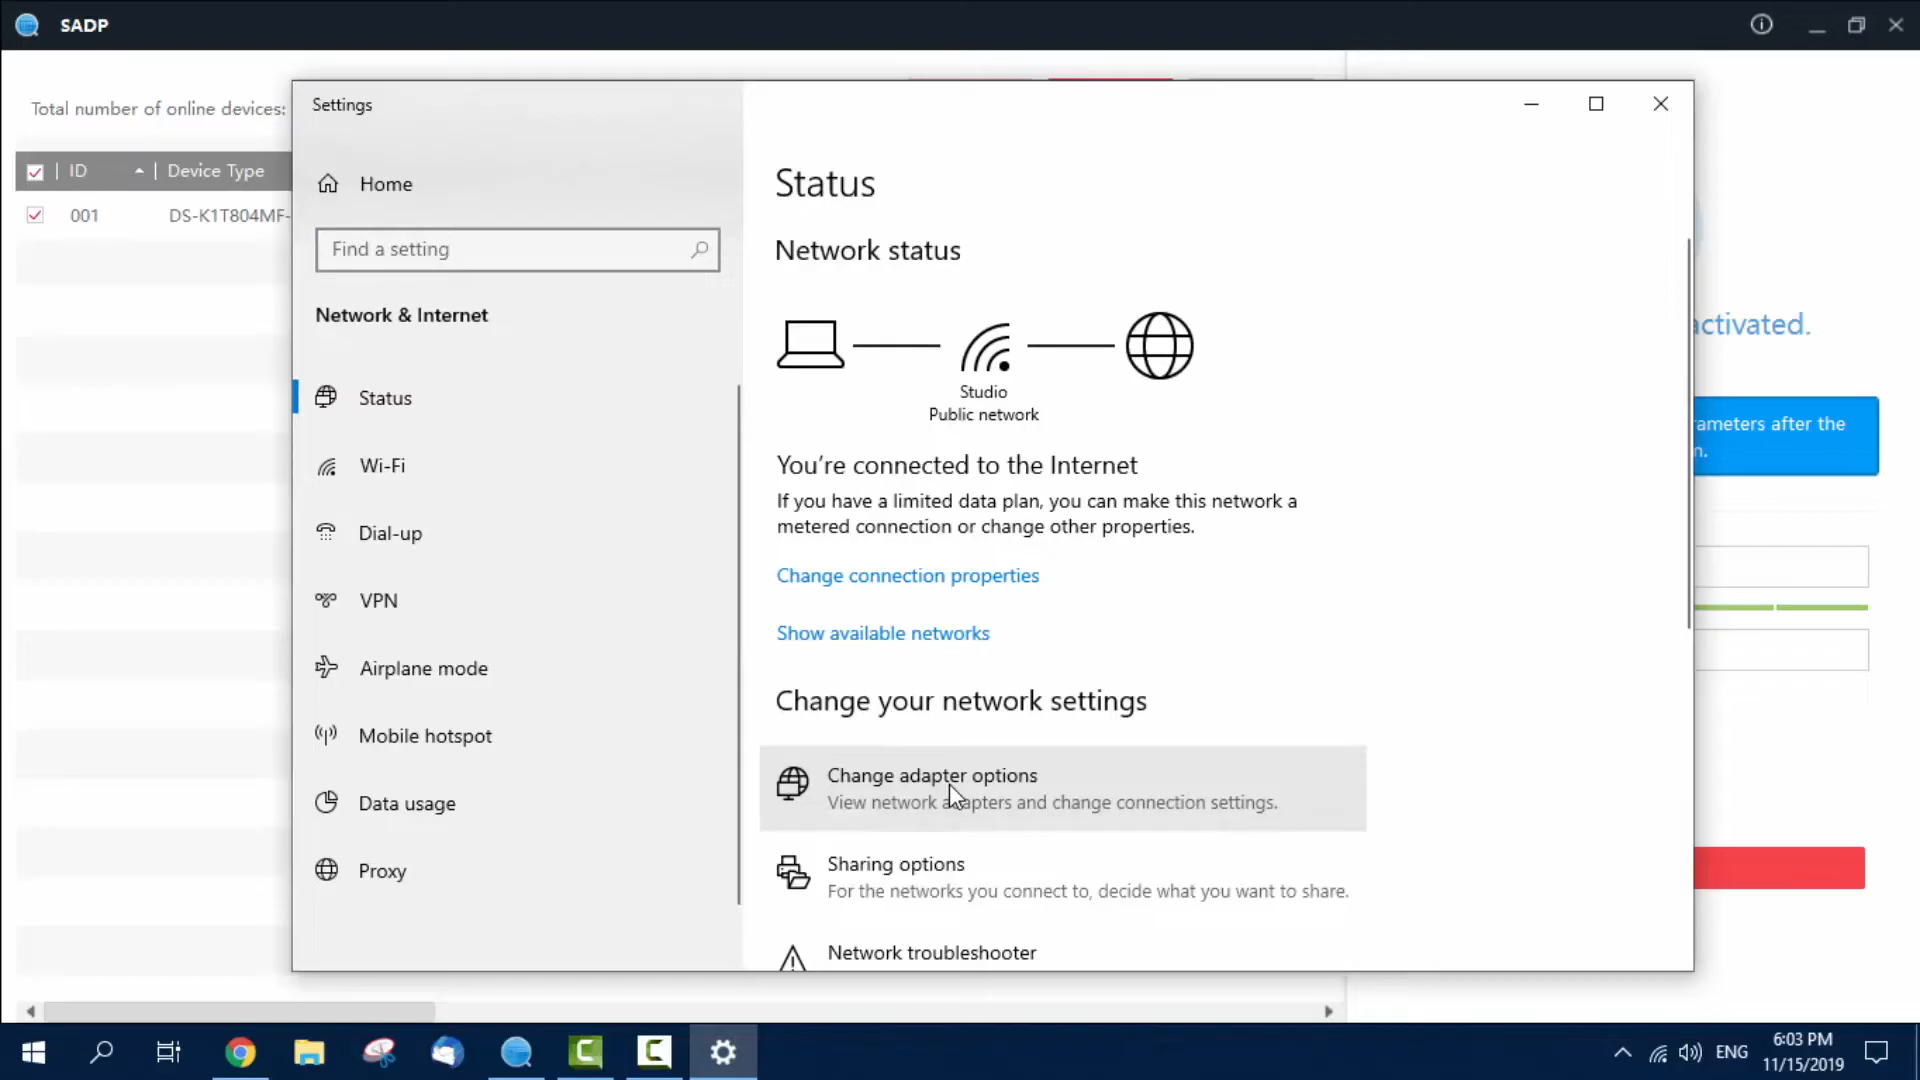 SADP
Total number of online devices:
ID
Device Type
001
DS-K1T804MF-
Settings
Home
Find a setting
Network & Internet
Status
Wi-Fi
Dial-up
VPN
Airplane mode
Mobile hotspot
Data usage
Proxy
Status
Network status
Studio
Public network
You're connected to the Internet
If you have a limited data plan, you can make this network a
metered connection or change other properties.
Change connection properties
Show available networks
Change your network settings
Change adapter options
View network adapters and change connection settings.
Sharing options
For the networks you connect to, decide what you want to share.
Network troubleshooter
activated.
rameters after the
n.
ENG
6:03 PM
11/15/2019